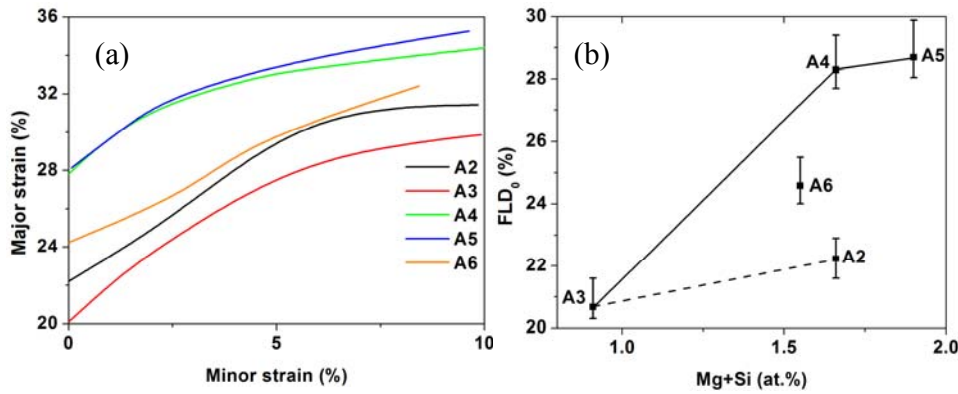 (a)
36
32
28
24
20
Major strain (%)
0
5
10
Minor strain (%)
A2
A3
A4
A5
A6
(b)
30
28
26
24
22
20
FLD₀ (%)
A4
A5
A6
A2
A3
1.0
1.5
2.0
Mg+Si (at.%)